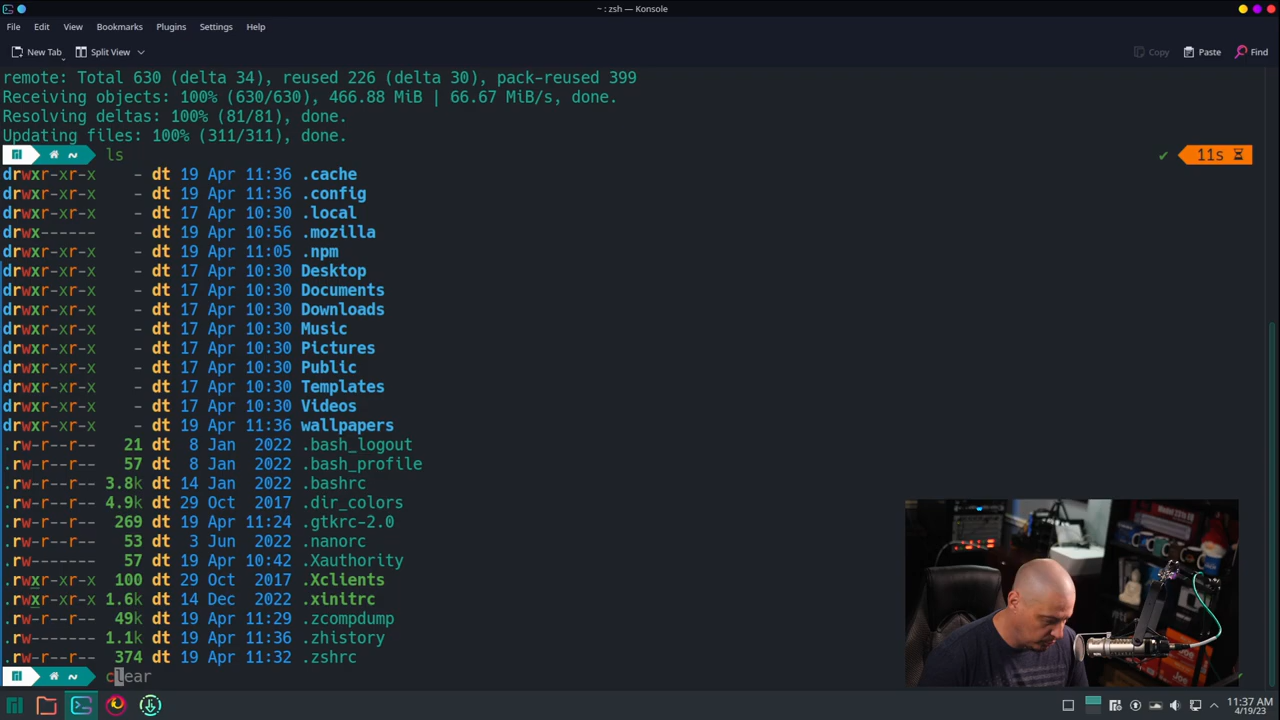 ~ : zsh — Konsole
File Edit View Bookmarks Plugins Settings Help
New Tab Split View Copy Paste Find
remote: Total 630 (delta 34), reused 226 (delta 30), pack-reused 399
Receiving objects: 100% (630/630), 466.88 MiB | 66.67 MiB/s, done.
Resolving deltas: 100% (81/81), done.
Updating files: 100% (311/311), done.
~ ls ✔ 11s
drwxr-xr-x - dt 19 Apr 11:36 .cache
drwxr-xr-x - dt 19 Apr 11:36 .config
drwxr-xr-x - dt 17 Apr 10:30 .local
drwx------ - dt 19 Apr 10:56 .mozilla
drwxr-xr-x - dt 19 Apr 11:05 .npm
drwxr-xr-x - dt 17 Apr 10:30 Desktop
drwxr-xr-x - dt 17 Apr 10:30 Documents
drwxr-xr-x - dt 17 Apr 10:30 Downloads
drwxr-xr-x - dt 17 Apr 10:30 Music
drwxr-xr-x - dt 17 Apr 10:30 Pictures
drwxr-xr-x - dt 17 Apr 10:30 Public
drwxr-xr-x - dt 17 Apr 10:30 Templates
drwxr-xr-x - dt 17 Apr 10:30 Videos
drwxr-xr-x - dt 19 Apr 11:36 wallpapers
.rw-r--r-- 21 dt 8 Jan 2022 .bash_logout
.rw-r--r-- 57 dt 8 Jan 2022 .bash_profile
.rw-r--r-- 3.8k dt 14 Jan 2022 .bashrc
.rw-r--r-- 4.9k dt 29 Oct 2017 .dir_colors
.rw-r--r-- 269 dt 19 Apr 11:24 .gtkrc-2.0
.rw-r--r-- 53 dt 3 Jun 2022 .nanorc
.rw------- 57 dt 19 Apr 10:42 .Xauthority
.rwxr-xr-x 100 dt 29 Oct 2017 .Xclients
.rwxr-xr-x 1.6k dt 14 Dec 2022 .xinitrc
.rw-r--r-- 49k dt 19 Apr 11:29 .zcompdump
.rw------- 1.1k dt 19 Apr 11:36 .zhistory
.rw-r--r-- 374 dt 19 Apr 11:32 .zshrc
~ clear
11:37 AM
4/19/23